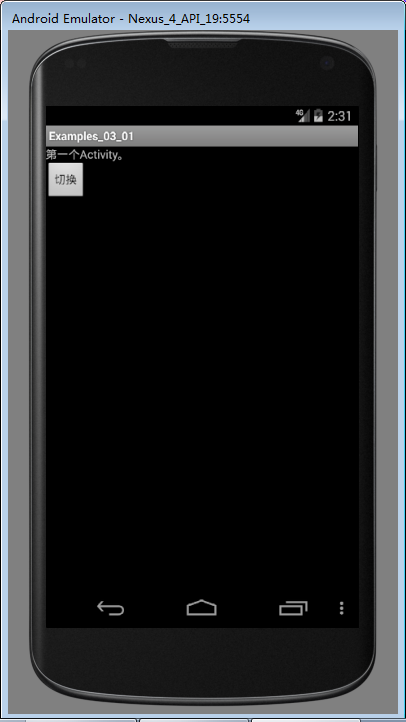 Android Emulator - Nexus_4_API_19:5554
4G 2:31
Examples_03_01
第一个Activity。
切换